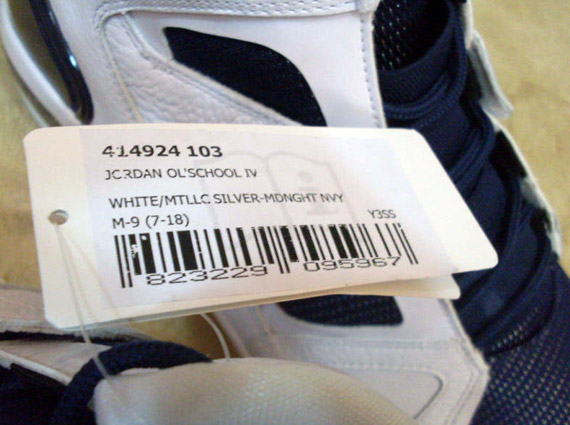 414924 103
JORDAN OL'SCHOOL IV
WHITE/MTLLC SILVER-MDNGHT NVY
M-9 (7-18) Y3SS
823229 095967